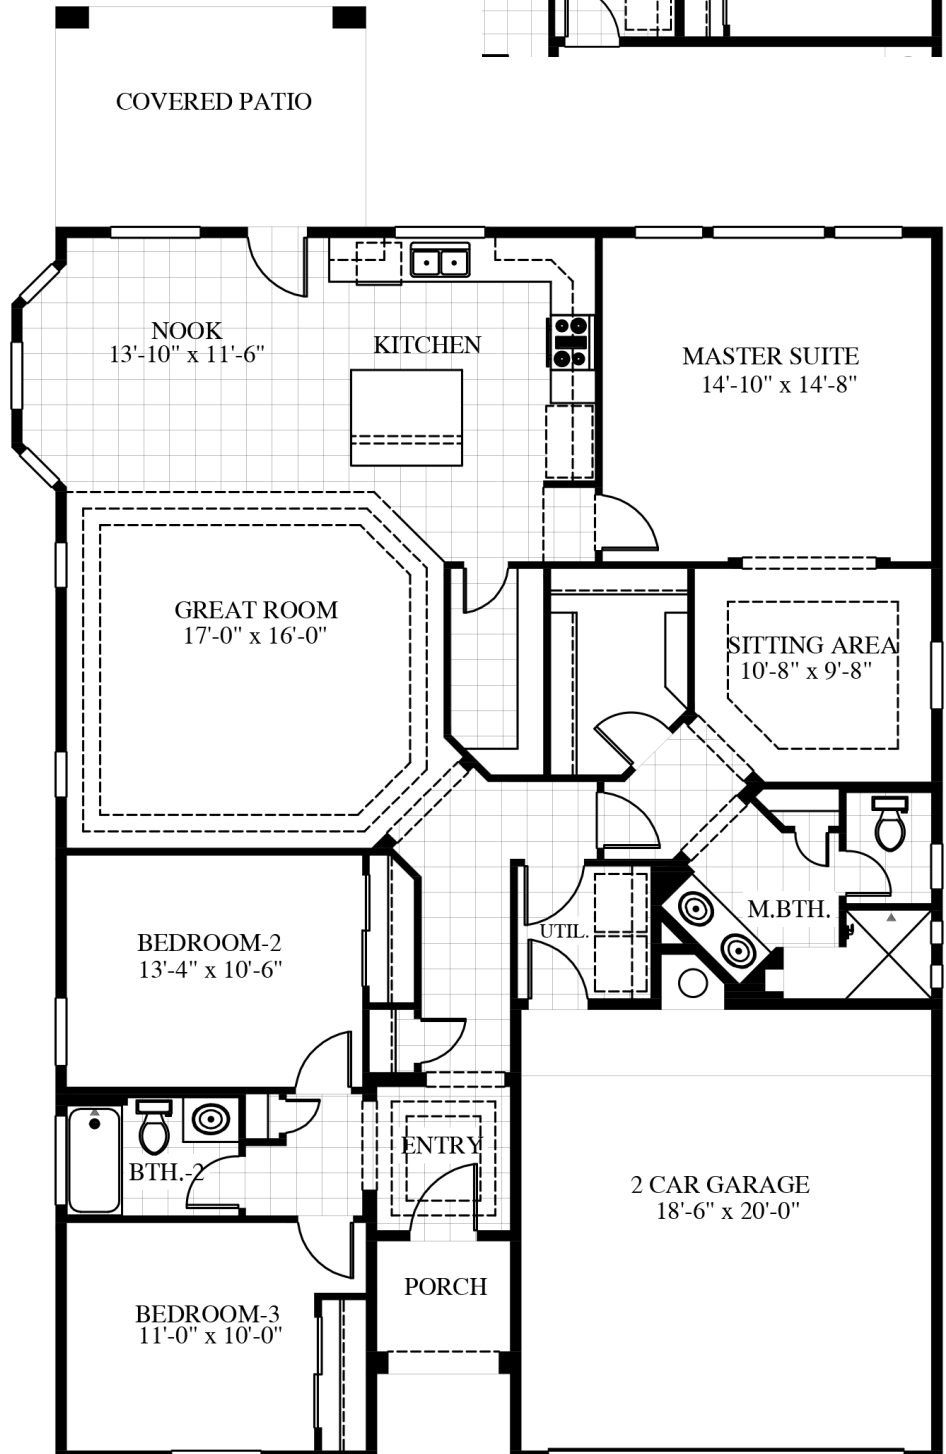 COVERED PATIO
NOOK
13'-10" x 11'-6"
KITCHEN
MASTER SUITE
14'-10" x 14'-8"
GREAT ROOM
17'-0" x 16'-0"
SITTING AREA
10'-8" x 9'-8"
M.BTH.
UTIL.
BEDROOM-2
13'-4" x 10'-6"
ENTRY
BTH.-2
2 CAR GARAGE
18'-6" x 20'-0"
PORCH
BEDROOM-3
11'-0" x 10'-0"